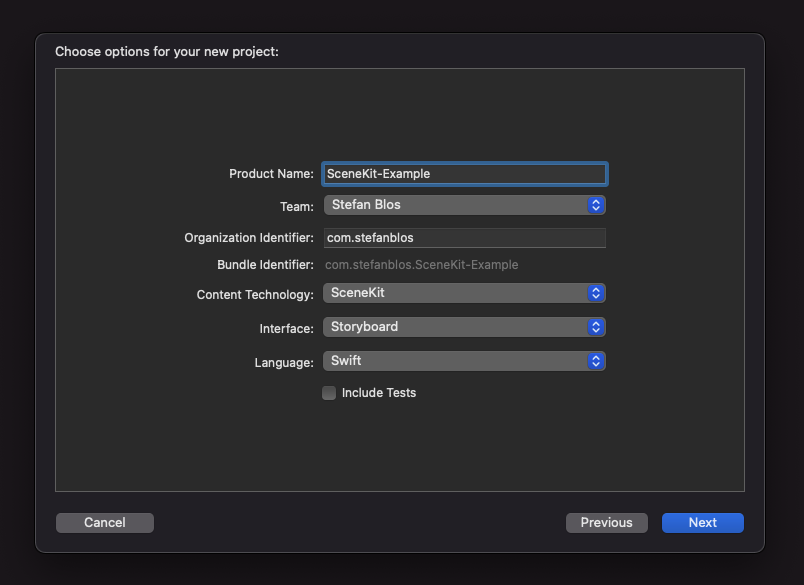 Choose options for your new project:
Product Name: SceneKit-Example
Team: Stefan Blos
Organization Identifier: com.stefanblos
Bundle Identifier: com.stefanblos.SceneKit-Example
Content Technology: SceneKit
Interface: Storyboard
Language: Swift
Include Tests
Cancel Previous Next